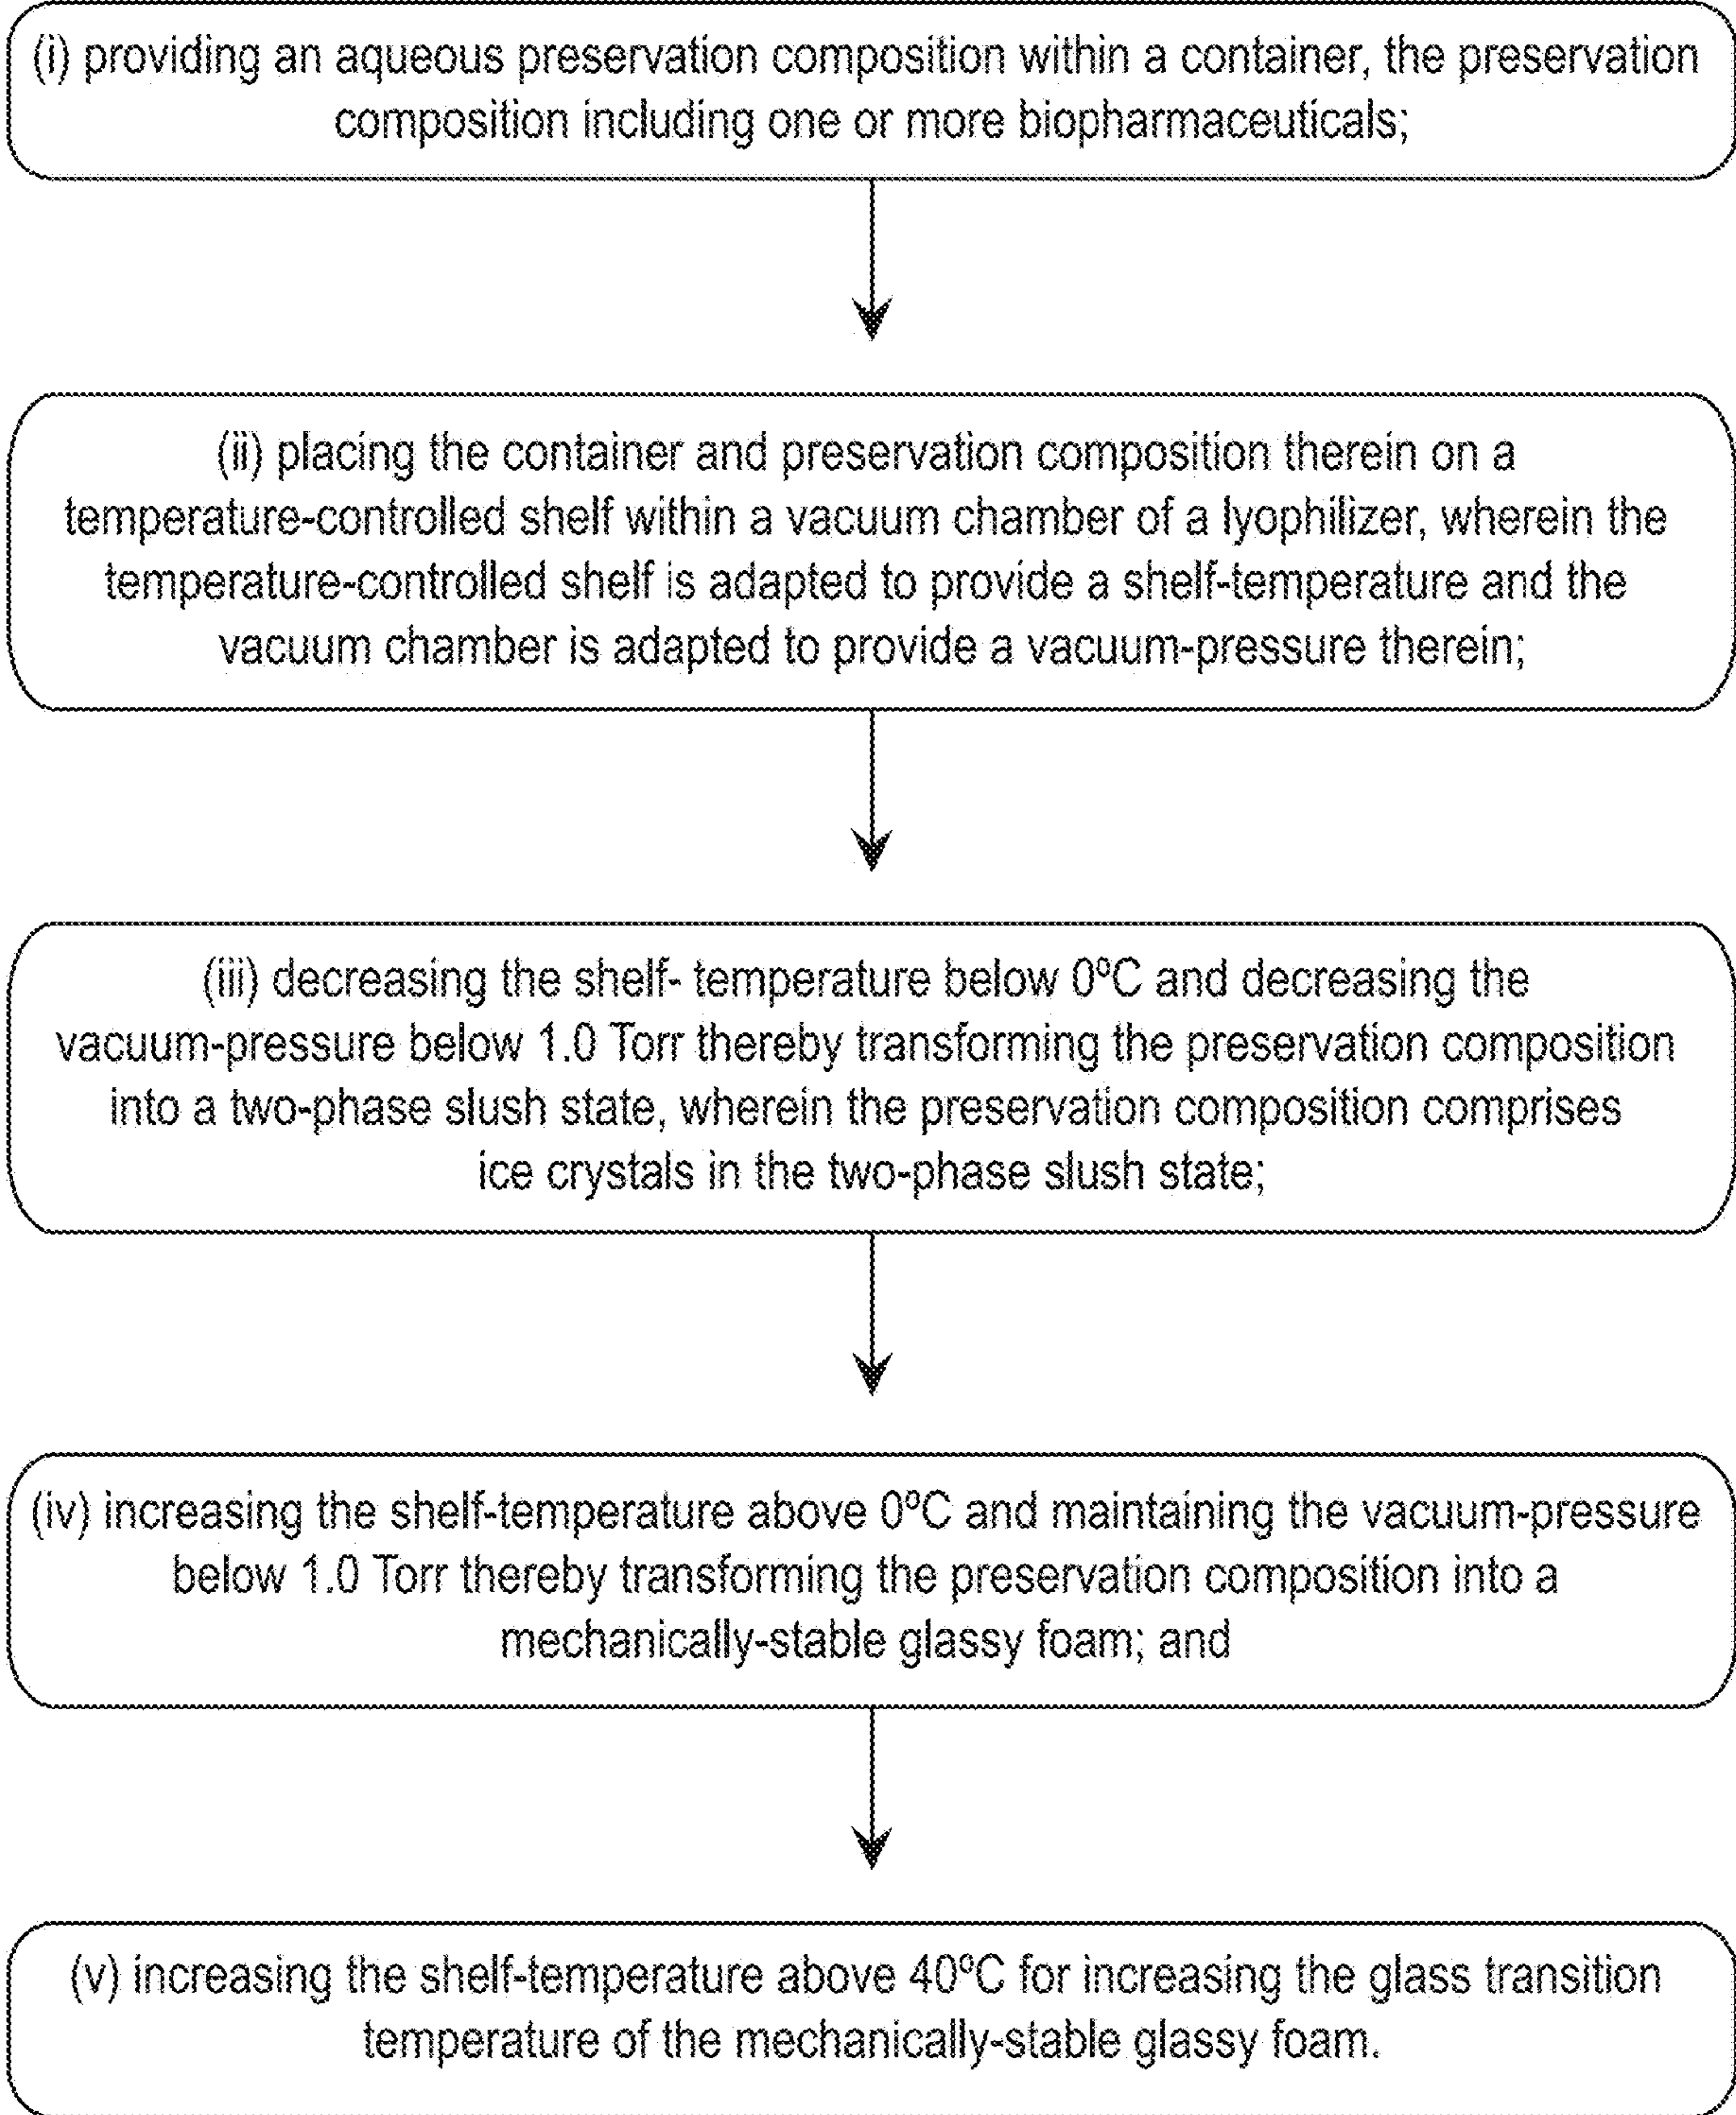 (i) providing an aqueous preservation composition within a container, the preservation
composition including one or more biopharmaceuticals;
(ii) placing the container and preservation composition therein on a
temperature-controlled shelf within a vacuum chamber of a lyophilizer, wherein the
temperature-controlled shelf is adapted to provide a shelf-temperature and the
vacuum chamber is adapted to provide a vacuum-pressure therein;
(iii) decreasing the shelf- temperature below 0ºC and decreasing the
vacuum-pressure below 1.0 Torr thereby transforming the preservation composition
into a two-phase slush state, wherein the preservation composition comprises
ice crystals in the two-phase slush state;
(iv) increasing the shelf-temperature above 0ºC and maintaining the vacuum-pressure
below 1.0 Torr thereby transforming the preservation composition into a
mechanically-stable glassy foam; and
(v) increasing the shelf-temperature above 40ºC for increasing the glass transition
temperature of the mechanically-stable glassy foam.